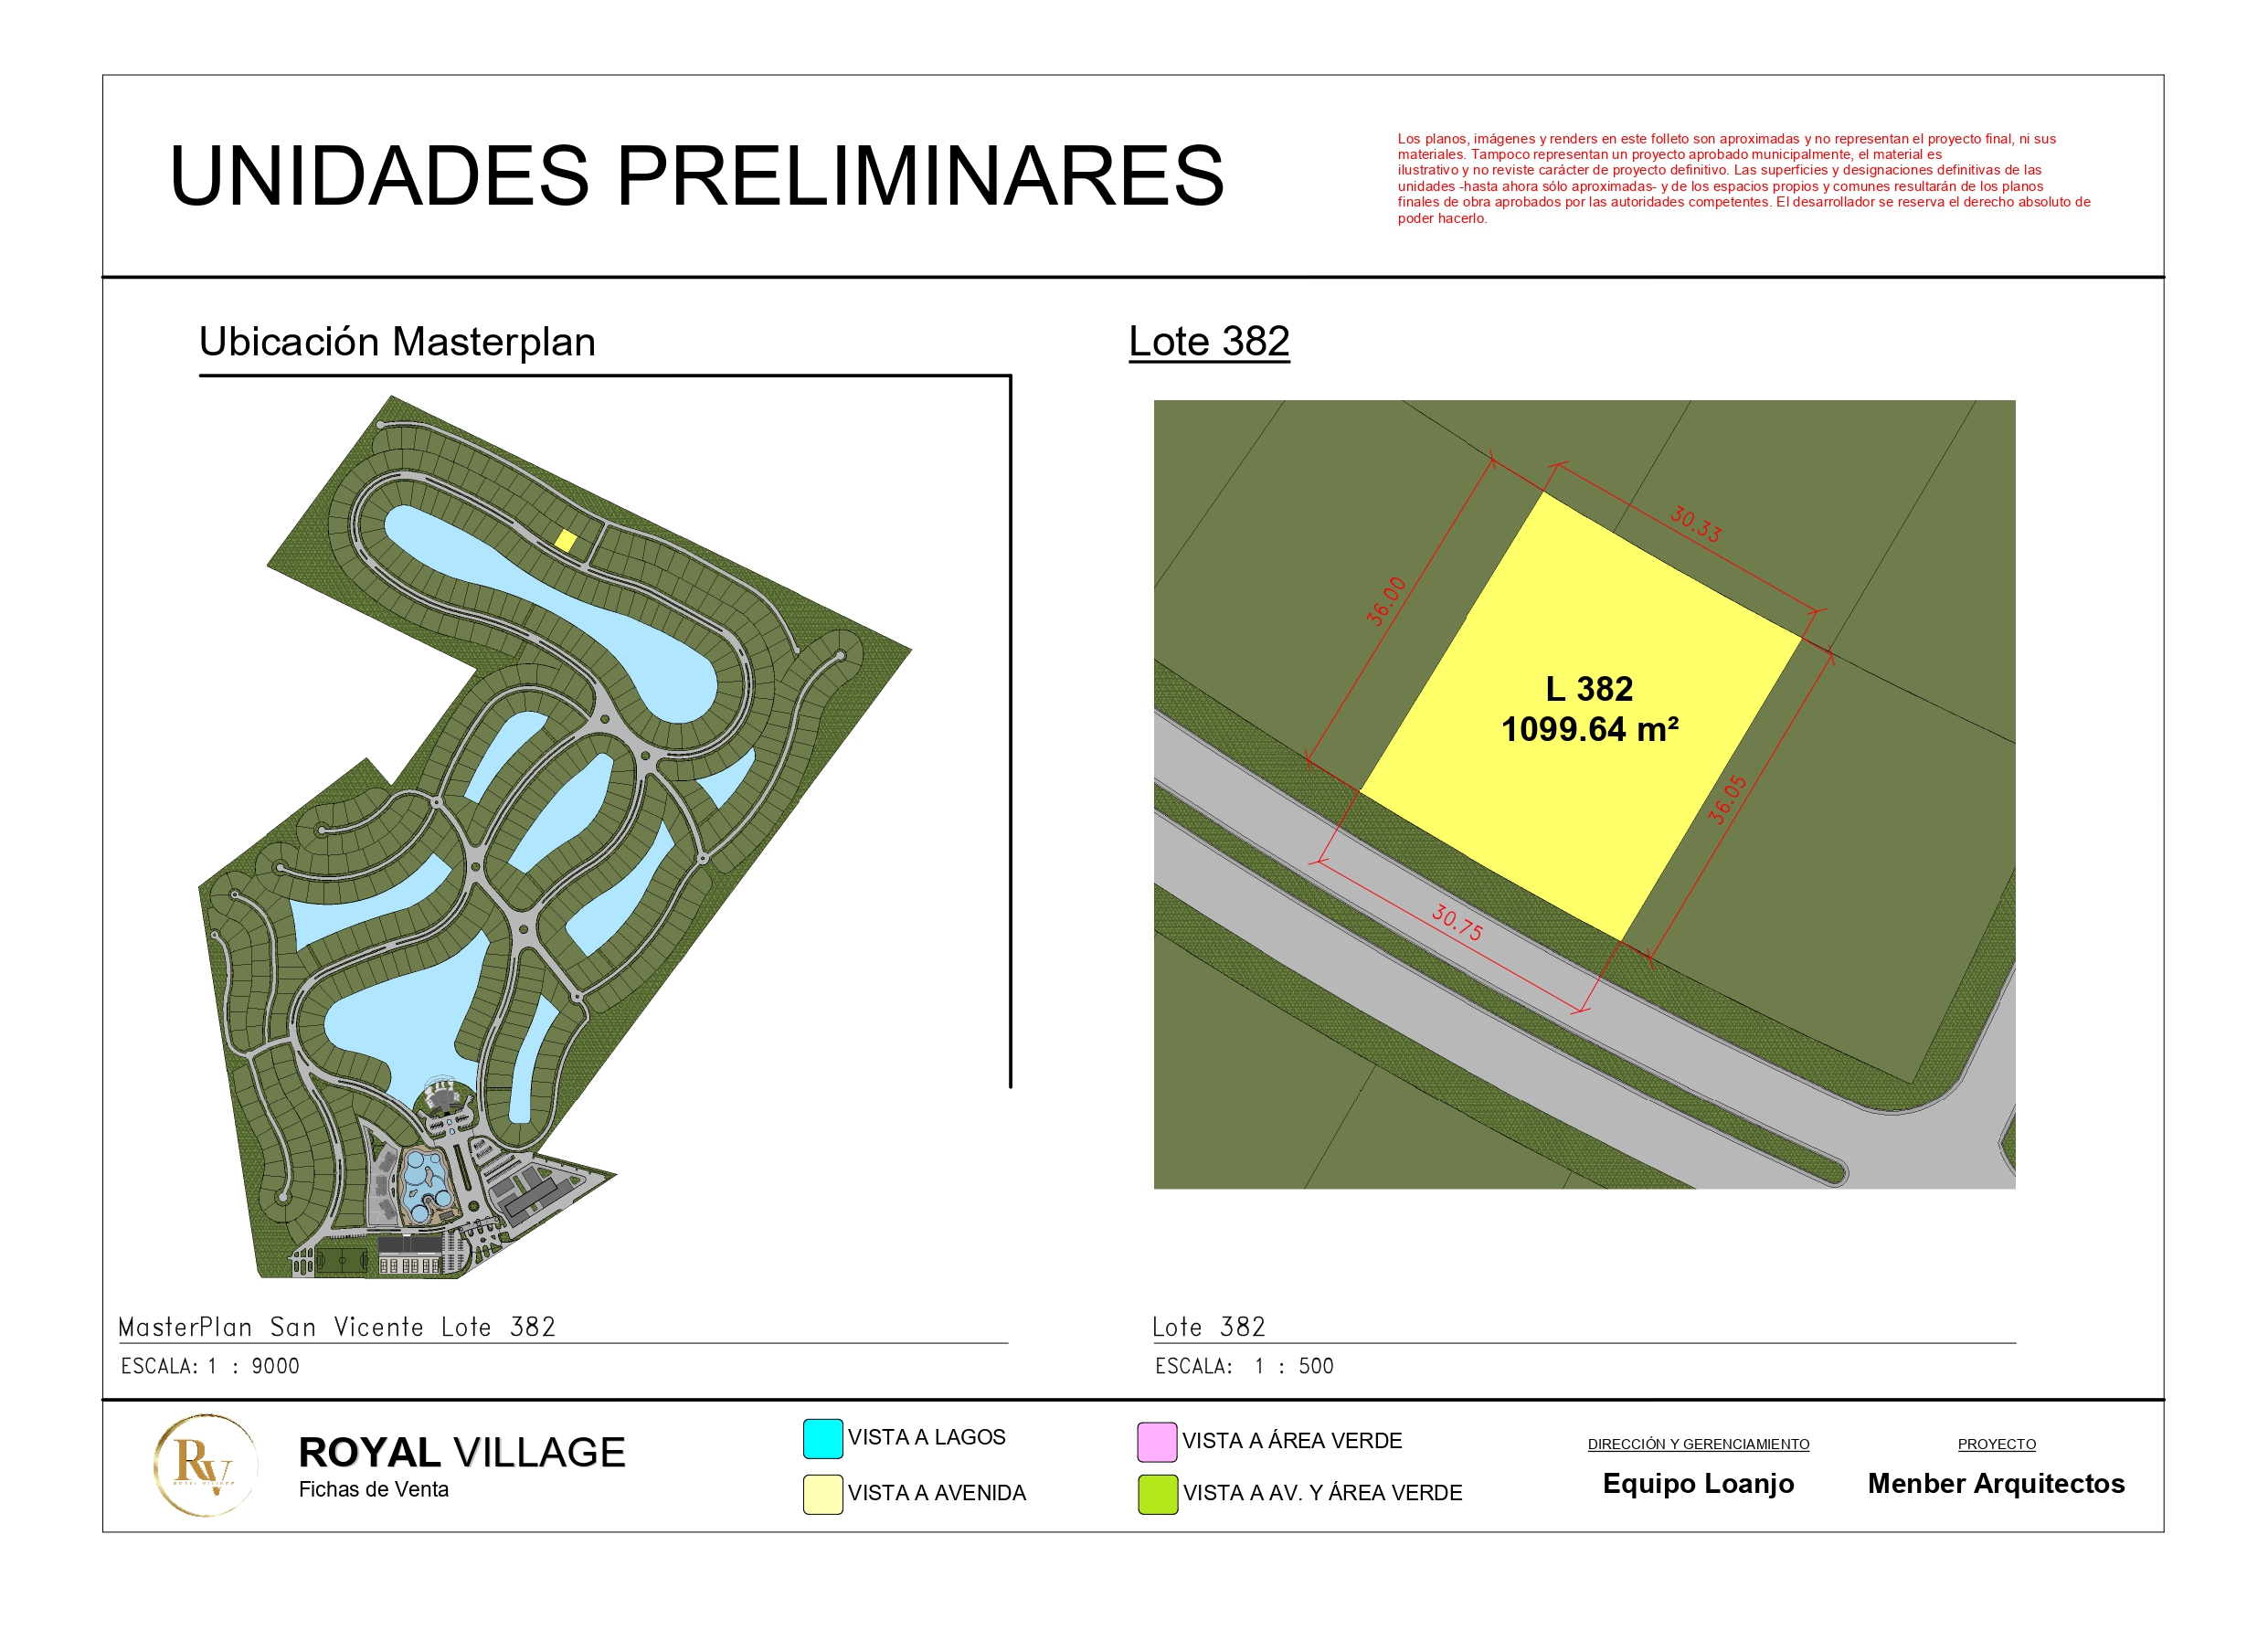 UNIDADES PRELIMINARES
Los planos, imágenes y renders en este folleto son aproximadas y no representan el proyecto final, ni sus
materiales. Tampoco representan un proyecto aprobado municipalmente, el material es
ilustrativo y no reviste carácter de proyecto definitivo. Las superficies y designaciones definitivas de las
unidades -hasta ahora sólo aproximadas- y de los espacios propios y comunes resultarán de los planos
finales de obra aprobados por las autoridades competentes. El desarrollador se reserva el derecho absoluto de
poder hacerlo.
Ubicación Masterplan
Lote 382
30.33
36.00
L 382
1099.64 m²
36.05
30.75
MasterPlan San Vicente Lote 382
ESCALA: 1 : 9000
Lote 382
ESCALA: 1 : 500
RV
ROYAL VILLAGE
ROYAL VILLAGE
Fichas de Venta
VISTA A LAGOS
VISTA A AVENIDA
VISTA A ÁREA VERDE
VISTA A AV. Y ÁREA VERDE
DIRECCIÓN Y GERENCIAMIENTO
Equipo Loanjo
PROYECTO
Menber Arquitectos